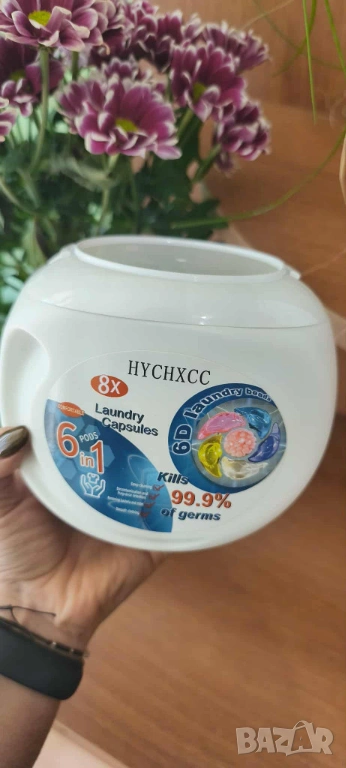 HYCHXCC
8X
Laundry
Capsules
6D laundry beads
6 in 1
PODS
Kills
99.9%
of germs
BAZAR